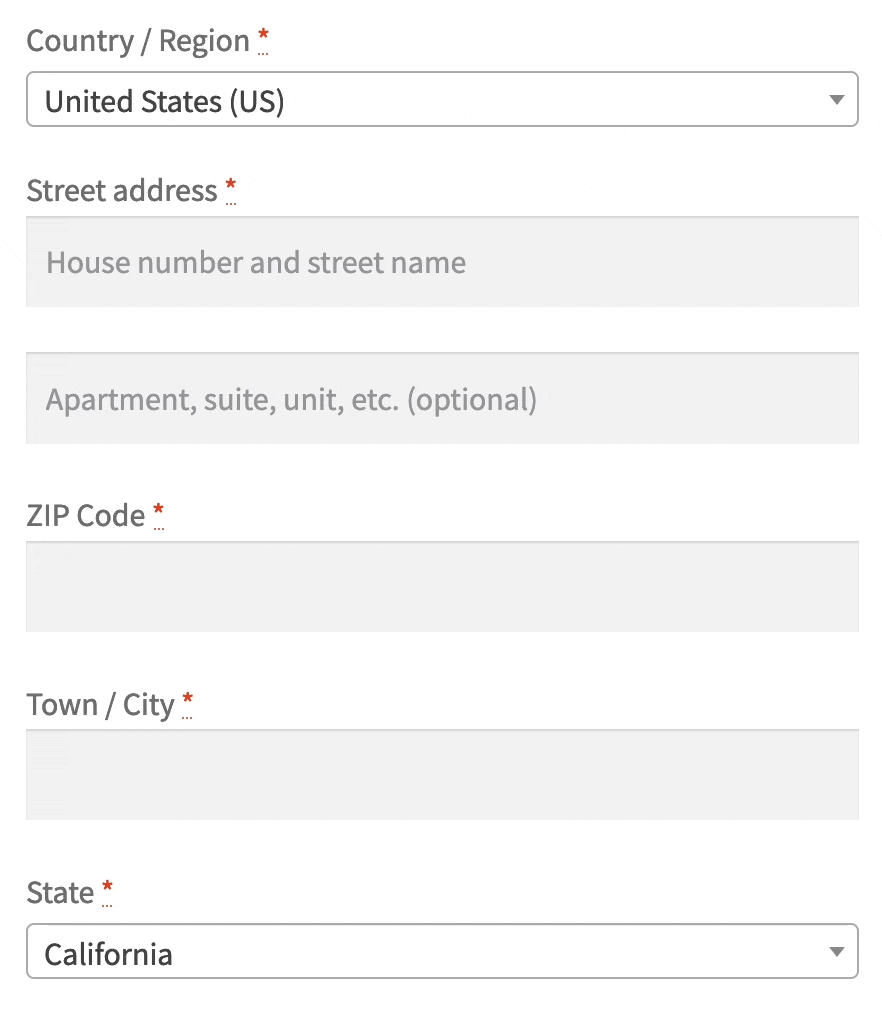 Country / Region *
United States (US)
Street address *
House number and street name
Apartment, suite, unit, etc. (optional)
ZIP Code *
Town / City *
State *
California